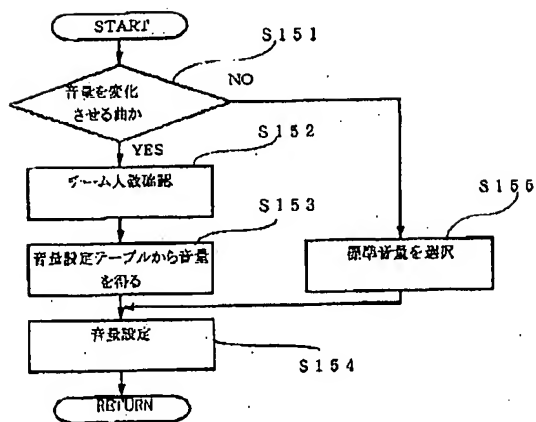 START
S151
音量を変化
させる曲か
NO
YES
S152
ゲーム人数確認
S153
音量設定テーブルから音量
を得る
S155
標準音量を選択
音量設定
S154
RETURN